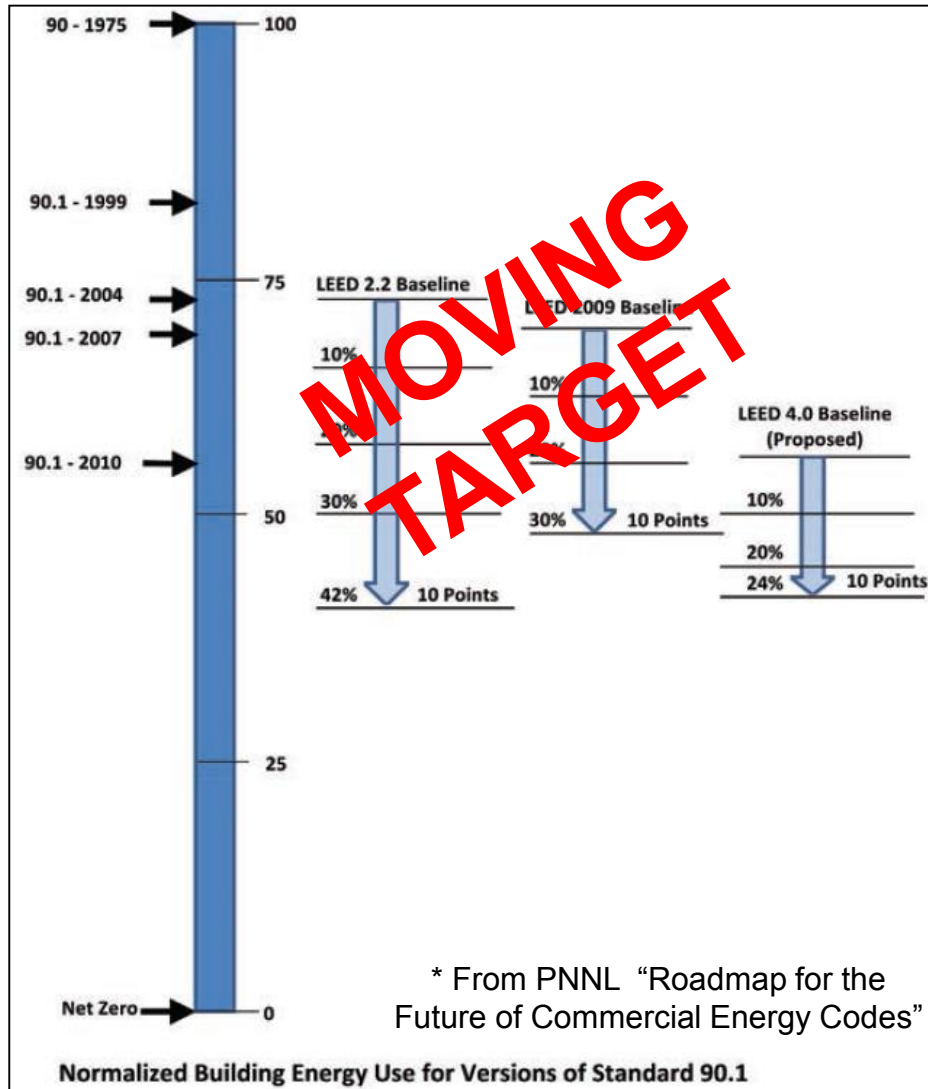 90 - 1975
100
90.1 - 1999
75
90.1 - 2004
90.1 - 2007
90.1 - 2010
50
25
Net Zero
0
LEED 2.2 Baseline
10%
30%
42%
10 Points
LEED 2009 Baseline
10%
30%
10 Points
LEED 4.0 Baseline
(Proposed)
10%
20%
24%
10 Points
MOVING
TARGET
* From PNNL “Roadmap for the
Future of Commercial Energy Codes”
Normalized Building Energy Use for Versions of Standard 90.1